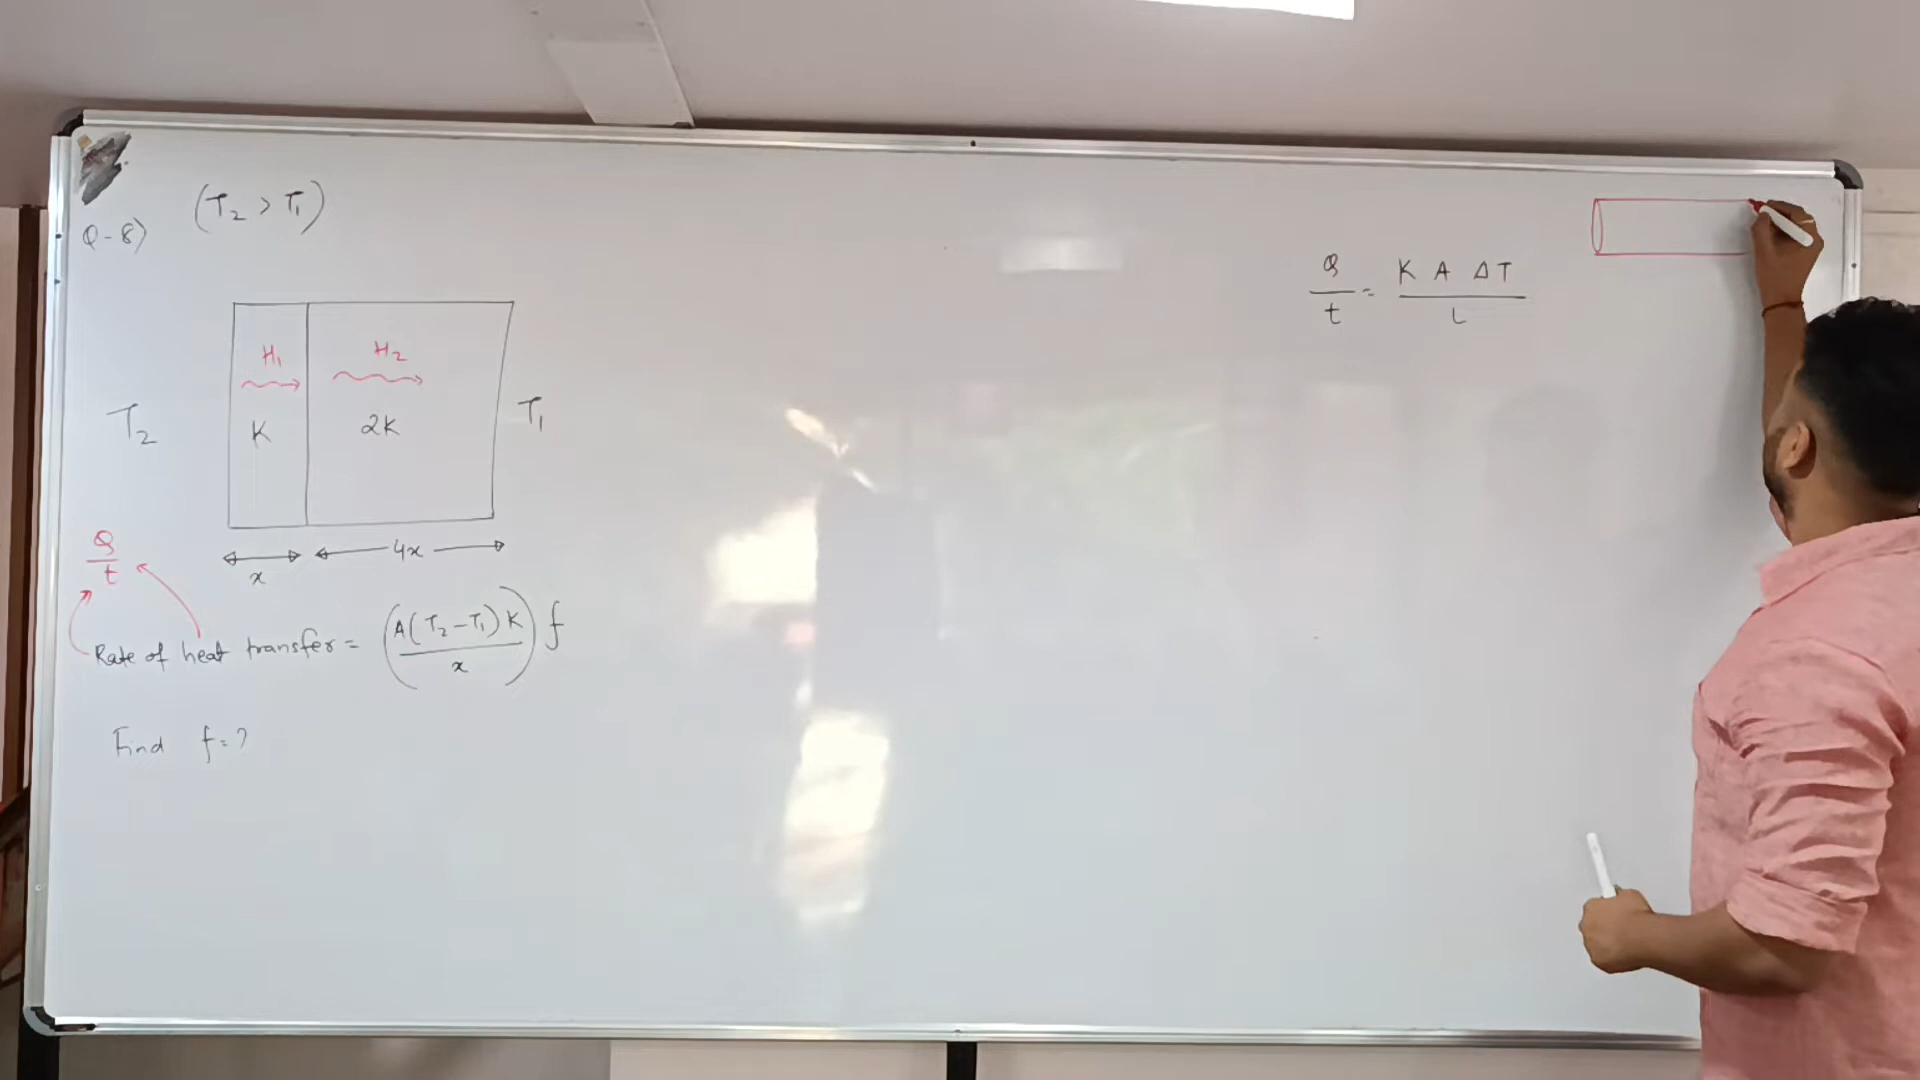 Q-8)
(T₂ > T₁)
H₁
H₂
K
2K
T₂
T₁
x
4x
Q/t
Rate of heat transfer = (A(T₂-T₁)K/x) f
Find f=?
Q/t = K A ΔT/L